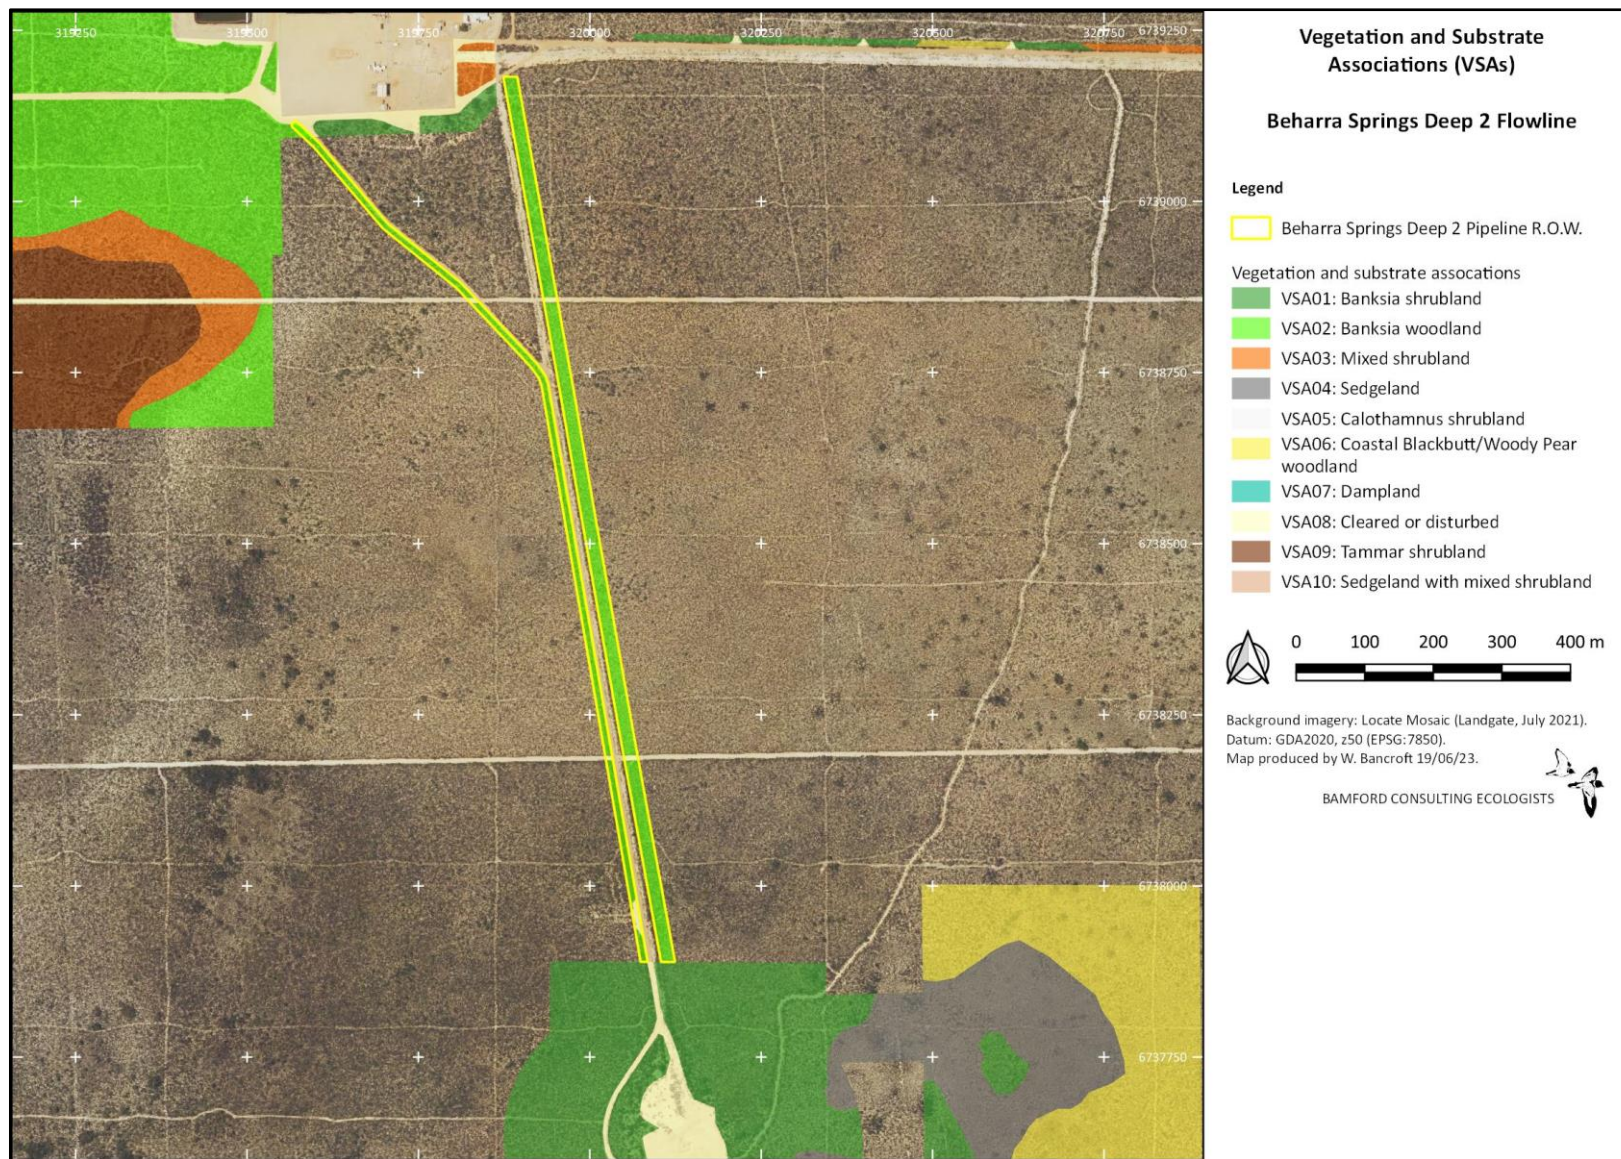 319250
319500
319750
320000
320250
320500
320750
6739250
6739000
6738750
6738500
6738250
6738000
6737750
Vegetation and Substrate
Associations (VSAs)
Beharra Springs Deep 2 Flowline
Legend
Beharra Springs Deep 2 Pipeline R.O.W.
Vegetation and substrate assocations
VSA01: Banksia shrubland
VSA02: Banksia woodland
VSA03: Mixed shrubland
VSA04: Sedgeland
VSA05: Calothamnus shrubland
VSA06: Coastal Blackbutt/Woody Pear
woodland
VSA07: Dampland
VSA08: Cleared or disturbed
VSA09: Tammar shrubland
VSA10: Sedgeland with mixed shrubland
0 100 200 300 400 m
Background imagery: Locate Mosaic (Landgate, July 2021).
Datum: GDA2020, z50 (EPSG:7850).
Map produced by W. Bancroft 19/06/23.
BAMFORD CONSULTING ECOLOGISTS